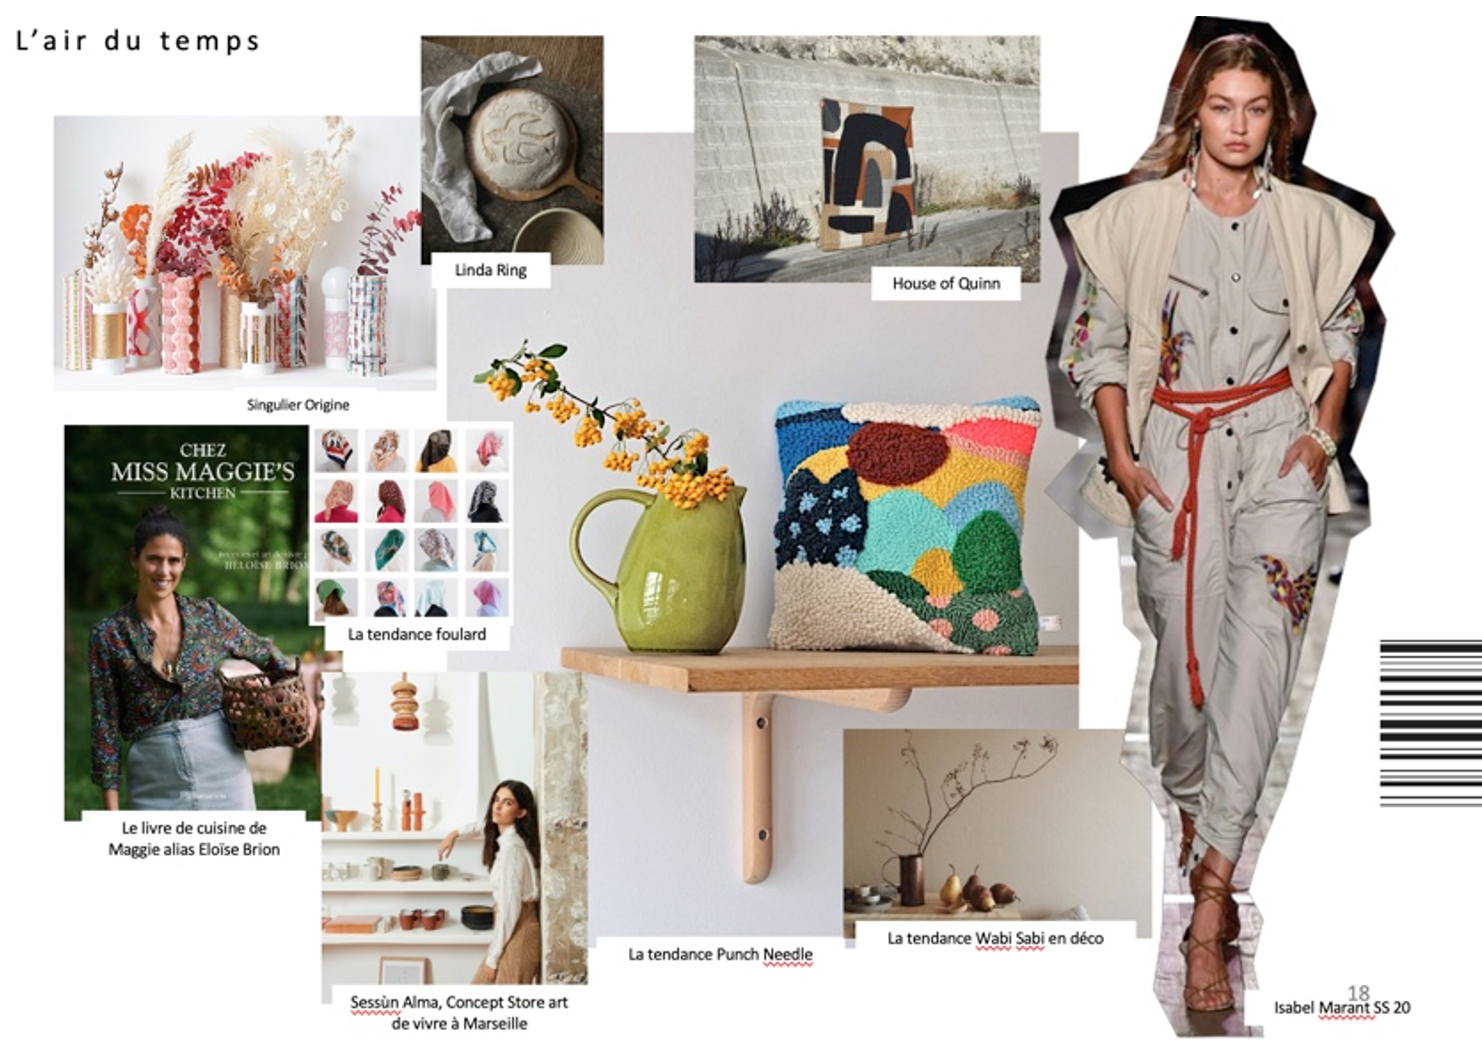 L'air du temps
Linda Ring
House of Quinn
Singulier Origine
CHEZ
MISS MAGGIE'S
KITCHEN
HÉLOÏSE BRION
La tendance foulard
Le livre de cuisine de
Maggie alias Eloïse Brion
La tendance Punch Needle
La tendance Wabi Sabi en déco
Sessùn Alma, Concept Store art
de vivre à Marseille
18
Isabel Marant SS 20